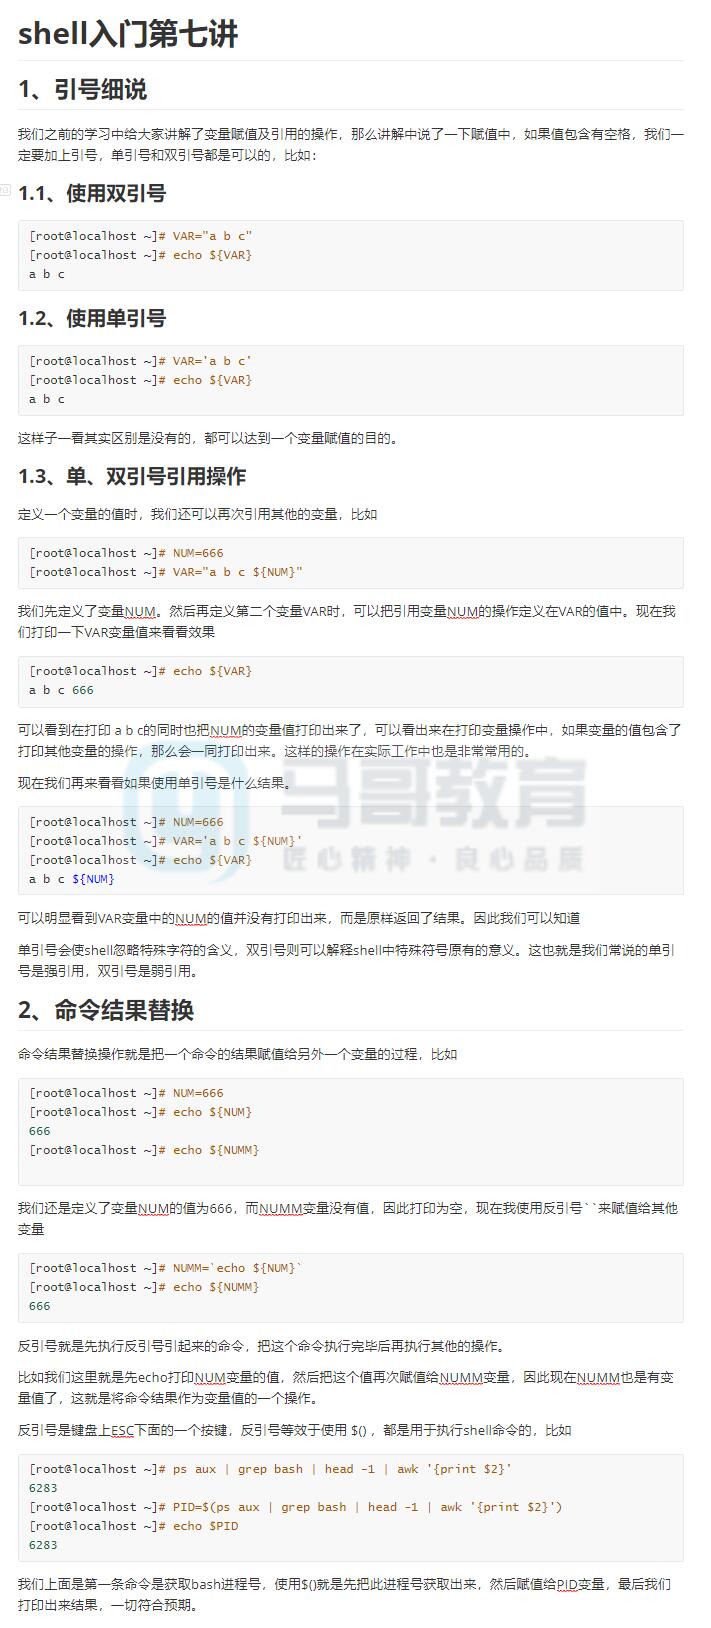 shell入门第七讲
1、引号细说
我们之前的学习中给大家讲解了变量赋值及引用的操作，那么讲解中说了一下赋值中，如果值包含有空格，我们一
定要加上引号，单引号和双引号都是可以的，比如：
1.1、使用双引号
[root@localhost ~]# VAR="a b c"
[root@localhost ~]# echo ${VAR}
a b c
1.2、使用单引号
[root@localhost ~]# VAR='a b c'
[root@localhost ~]# echo ${VAR}
a b c
这样子一看其实区别是没有的，都可以达到一个变量赋值的目的。
1.3、单、双引号引用操作
定义一个变量的值时，我们还可以再次引用其他的变量，比如
[root@localhost ~]# NUM=666
[root@localhost ~]# VAR="a b c ${NUM}"
我们先定义了变量NUM。然后再定义第二个变量VAR时，可以把引用变量NUM的操作定义在VAR的值中。现在我
们打印一下VAR变量值来看看效果
[root@localhost ~]# echo ${VAR}
a b c 666
可以看到在打印 a b c的同时也把NUM的变量值打印出来了，可以看出来在打印变量操作中，如果变量的值包含了
打印其他变量的操作，那么会一同打印出来。这样的操作在实际工作中也是非常常用的。
现在我们再来看看如果使用单引号是什么结果。
马哥教育
[root@localhost ~]# NUM=666
[root@localhost ~]# VAR='a b c ${NUM}'
[root@localhost ~]# echo ${VAR}
匠心精神·良心品质
a b c ${NUM}
可以明显看到VAR变量中的NUM的值并没有打印出来，而是原样返回了结果。因此我们可以知道
单引号会使shell忽略特殊字符的含义，双引号则可以解释shell中特殊符号原有的意义。这也就是我们常说的单引
号是强引用，双引号是弱引用。
2、命令结果替换
命令结果替换操作就是把一个命令的结果赋值给另外一个变量的过程，比如
[root@localhost ~]# NUM=666
[root@localhost ~]# echo ${NUM}
666
[root@localhost ~]# echo ${NUMM}
我们还是定义了变量NUM的值为666，而NUMM变量没有值，因此打印为空，现在我使用反引号``来赋值给其他
变量
[root@localhost ~]# NUMM=`echo ${NUM}`
[root@localhost ~]# echo ${NUMM}
666
反引号就是先执行反引号引起来的命令，把这个命令执行完毕后再执行其他的操作。
比如我们这里就是先echo打印NUM变量的值，然后把这个值再次赋值给NUMM变量，因此现在NUMM也是有变
量值了，这就是将命令结果作为变量值的一个操作。
反引号是键盘上ESC下面的一个按键，反引号等效于使用 $() ，都是用于执行shell命令的，比如
[root@localhost ~]# ps aux | grep bash | head -1 | awk '{print $2}'
6283
[root@localhost ~]# PID=$(ps aux | grep bash | head -1 | awk '{print $2}')
[root@localhost ~]# echo $PID
6283
我们上面是第一条命令是获取bash进程号，使用$()就是先把此进程号获取出来，然后赋值给PID变量，最后我们
打印出来结果，一切符合预期。